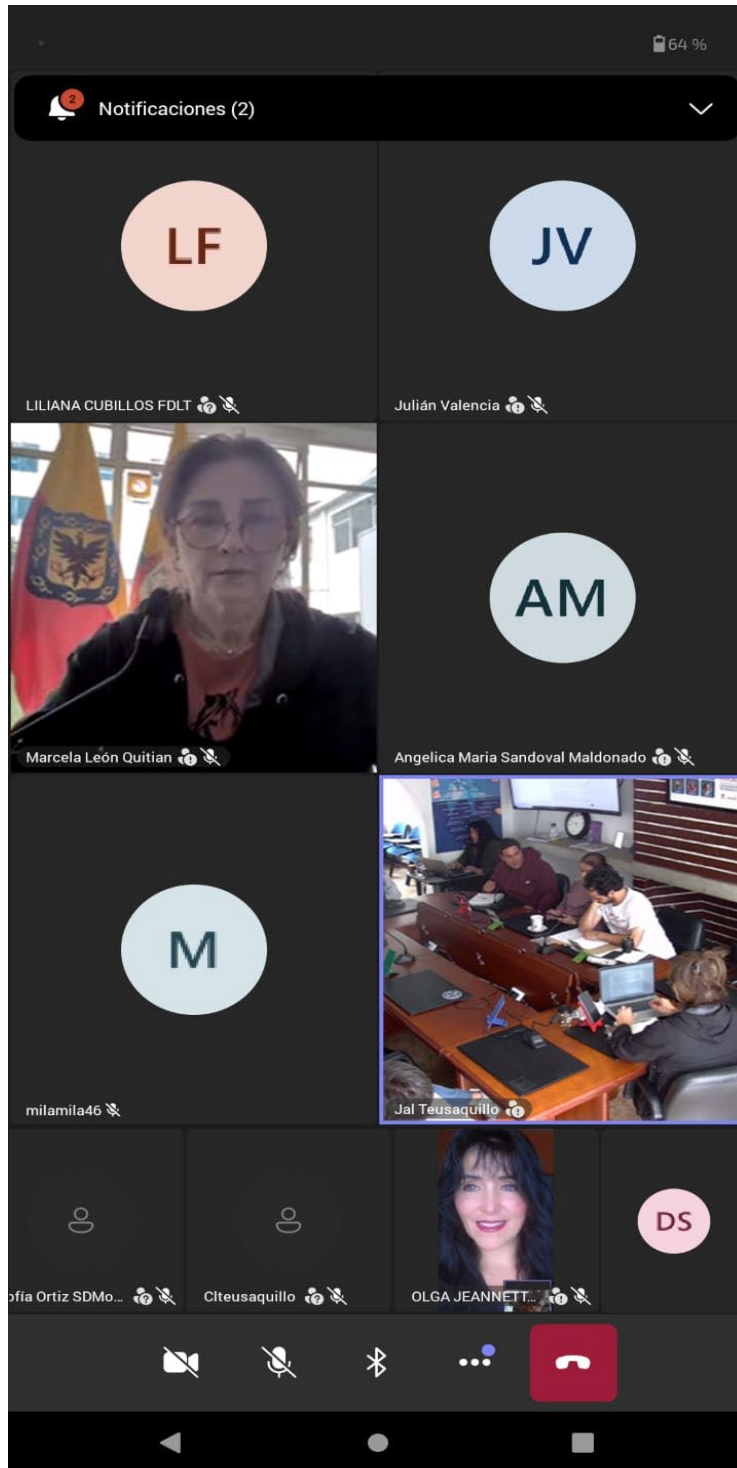 64 %
2
Notificaciones (2)
LF
JV
LILIANA CUBILLOS FDLT
Julián Valencia
AM
Marcela León Quitian
Angelica Maria Sandoval Maldonado
M
milamila46
Jal Teusaquillo
DS
ofía Ortiz SDMo...
Clteusaquillo
OLGA JEANNETT...